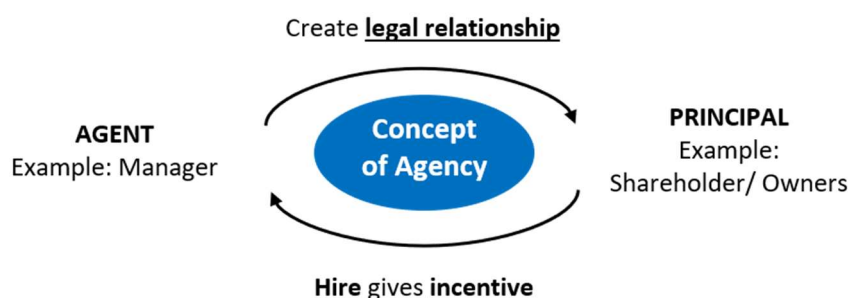 Create legal relationship
AGENT
Example: Manager
Concept
of Agency
PRINCIPAL
Example:
Shareholder/ Owners
Hire gives incentive